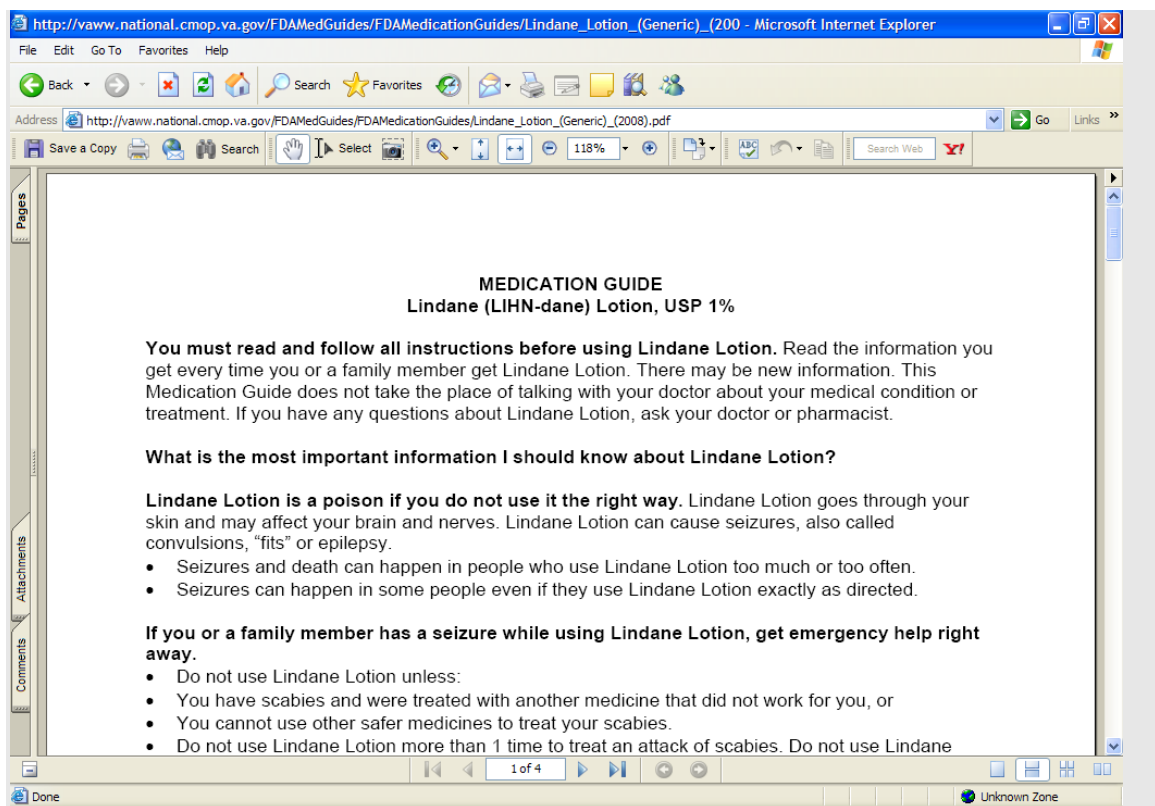 http://vaww.national.cmop.va.gov/FDAMedGuides/FDAMedicationGuides/Lindane_Lotion_(Generic)_(200 - Microsoft Internet Explorer
File Edit Go To Favorites Help
Back Search Favorites
Address http://vaww.national.cmop.va.gov/FDAMedGuides/FDAMedicationGuides/Lindane_Lotion_(Generic)_(2008).pdf Go Links »
Save a Copy Search Select 118% ABC Search Web Y!
Pages
MEDICATION GUIDE
Lindane (LIHN-dane) Lotion, USP 1%
You must read and follow all instructions before using Lindane Lotion. Read the information you
get every time you or a family member get Lindane Lotion. There may be new information. This
Medication Guide does not take the place of talking with your doctor about your medical condition or
treatment. If you have any questions about Lindane Lotion, ask your doctor or pharmacist.
What is the most important information I should know about Lindane Lotion?
Lindane Lotion is a poison if you do not use it the right way. Lindane Lotion goes through your
skin and may affect your brain and nerves. Lindane Lotion can cause seizures, also called
convulsions, “fits” or epilepsy.
• Seizures and death can happen in people who use Lindane Lotion too much or too often.
• Seizures can happen in some people even if they use Lindane Lotion exactly as directed.
Attachments
If you or a family member has a seizure while using Lindane Lotion, get emergency help right
away.
• Do not use Lindane Lotion unless:
• You have scabies and were treated with another medicine that did not work for you, or
• You cannot use other safer medicines to treat your scabies.
• Do not use Lindane Lotion more than 1 time to treat an attack of scabies. Do not use Lindane
Comments
1 of 4
Done Unknown Zone